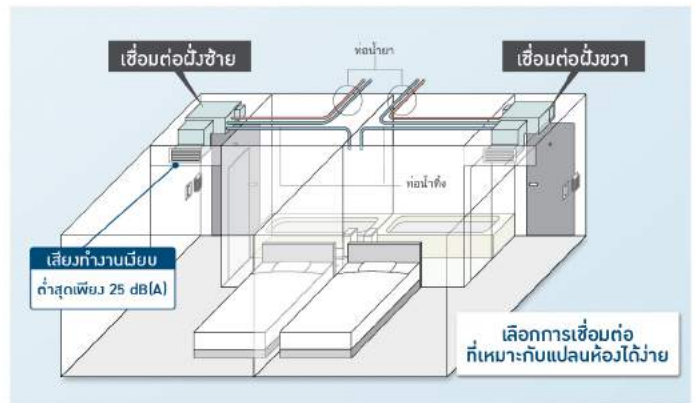 ท่อน้ำยา
เชื่อมต่อฝั่งซ้าย
เชื่อมต่อฝั่งขวา
ท่อน้ำทิ้ง
เสียงทำงานเงียบ
ต่ำสุดเพียง 25 dB(A)
เลือกการเชื่อมต่อ
ที่เหมาะกับแปลนห้องได้ง่าย